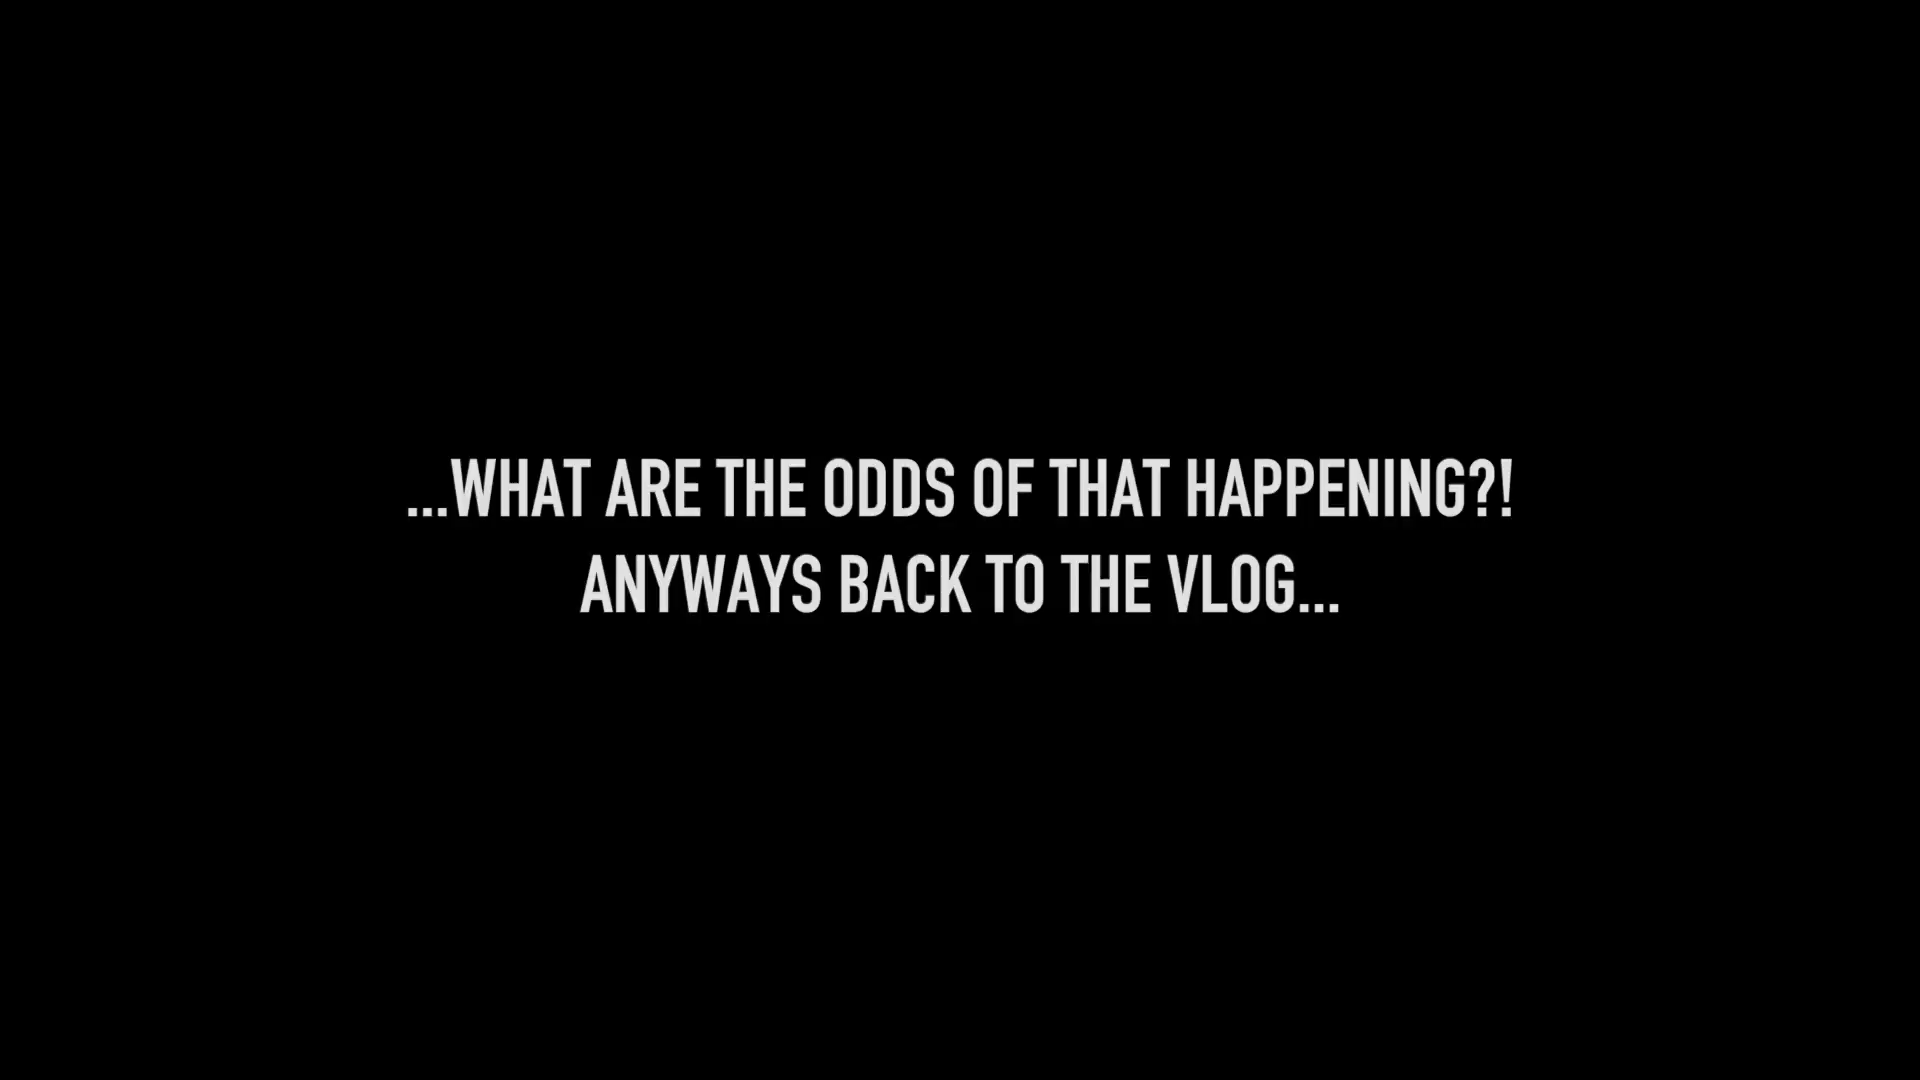 ...WHAT ARE THE ODDS OF THAT HAPPENING?!
ANYWAYS BACK TO THE VLOG...